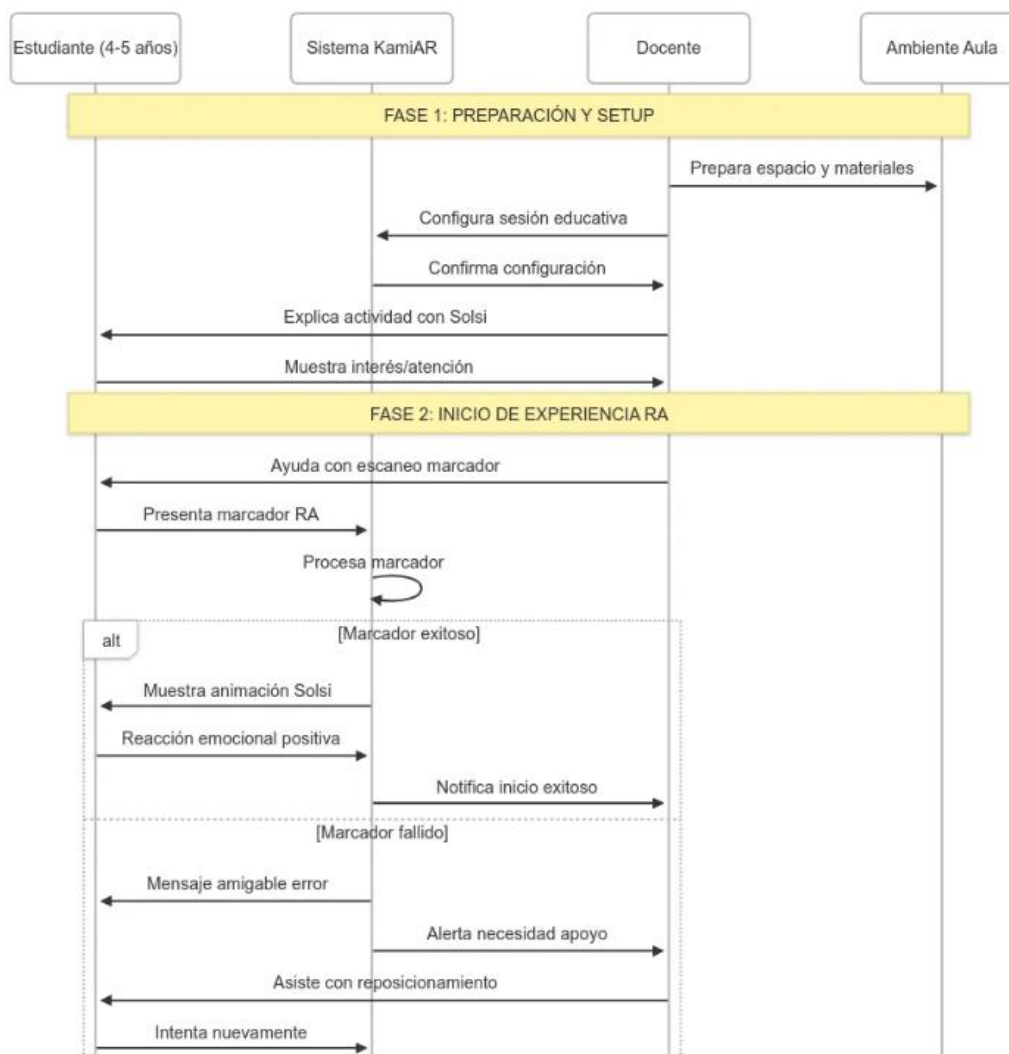 Estudiante (4-5 años)
Sistema KamiAR
Docente
Ambiente Aula
FASE 1: PREPARACIÓN Y SETUP
Prepara espacio y materiales
Configura sesión educativa
Confirma configuración
Explica actividad con Solsi
Muestra interés/atención
FASE 2: INICIO DE EXPERIENCIA RA
Ayuda con escaneo marcador
Presenta marcador RA
Procesa marcador
alt
[Marcador exitoso]
Muestra animación Solsi
Reacción emocional positiva
Notifica inicio exitoso
[Marcador fallido]
Mensaje amigable error
Alerta necesidad apoyo
Asiste con reposicionamiento
Intenta nuevamente